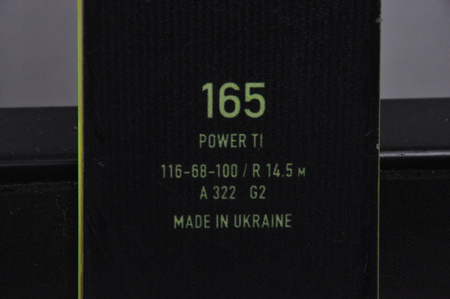 165
POWER TI
116-68-100 / R 14.5 M
A 322 G2
MADE IN UKRAINE